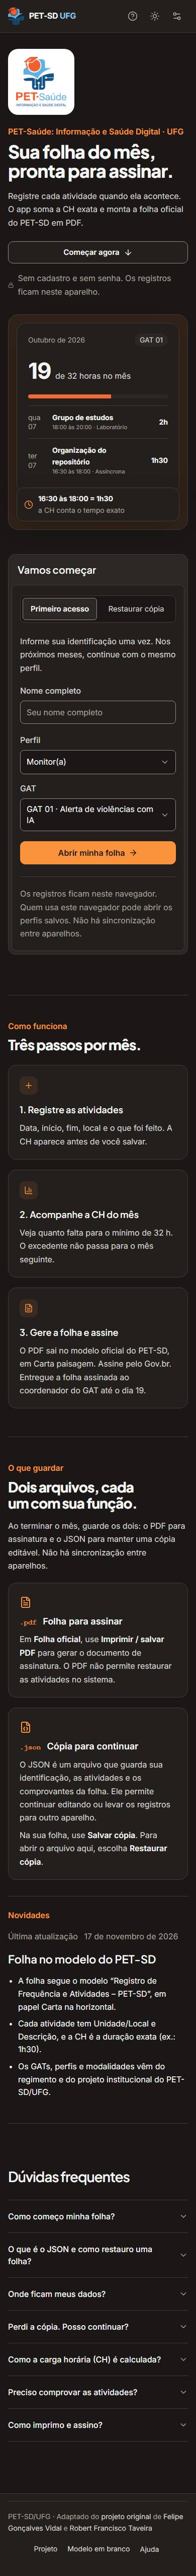 PET-SD UFG
PET-Saúde
INFORMAÇÃO E SAÚDE DIGITAL
PET-Saúde: Informação e Saúde Digital · UFG
Sua folha do mês,
pronta para assinar.
Registre cada atividade quando ela acontece.
O app soma a CH exata e monta a folha oficial
do PET-SD em PDF.
Começar agora ↓
Sem cadastro e sem senha. Os registros
ficam neste aparelho.
Outubro de 2026 GAT 01
19 de 32 horas no mês
qua
07
Grupo de estudos
18:00 às 20:00 · Laboratório
2h
ter
07
Organização do
repositório
16:30 às 18:00 · Assíncrona
1h30
16:30 às 18:00 = 1h30
a CH conta o tempo exato
Vamos começar
Primeiro acesso Restaurar cópia
Informe sua identificação uma vez. Nos
próximos meses, continue com o mesmo
perfil.
Nome completo
Seu nome completo
Perfil
Monitor(a)
GAT
GAT 01 · Alerta de violências com
IA
Abrir minha folha →
Os registros ficam neste navegador.
Quem usa este navegador pode abrir os
perfis salvos. Não há sincronização
entre aparelhos.
Como funciona
Três passos por mês.
1. Registre as atividades
Data, início, fim, local e o que foi feito. A
CH aparece antes de você salvar.
2. Acompanhe a CH do mês
Veja quanto falta para o mínimo de 32 h.
O excedente não passa para o mês
seguinte.
3. Gere a folha e assine
O PDF sai no modelo oficial do PET-SD,
em Carta paisagem. Assine pelo Gov.br.
Entregue a folha assinada ao
coordenador do GAT até o dia 19.
O que guardar
Dois arquivos, cada
um com sua função.
Ao terminar o mês, guarde os dois: o PDF para
assinatura e o JSON para manter uma cópia
editável. Não há sincronização entre
aparelhos.
.pdf Folha para assinar
Em Folha oficial, use Imprimir / salvar
PDF para gerar o documento de
assinatura. O PDF não permite restaurar
as atividades no sistema.
.json Cópia para continuar
O JSON é um arquivo que guarda sua
identificação, as atividades e os
comprovantes da folha. Ele permite
continuar editando ou levar os registros
para outro aparelho.
Na sua folha, use Salvar cópia. Para
abrir o arquivo aqui, escolha Restaurar
cópia.
Novidades
Última atualização 17 de novembro de 2026
Folha no modelo do PET-SD
• A folha segue o modelo "Registro de
Frequência e Atividades – PET-SD", em
papel Carta na horizontal.
• Cada atividade tem Unidade/Local e
Descrição, e a CH é a duração exata (ex.:
1h30).
• Os GATs, perfis e modalidades vêm do
regimento e do projeto institucional do PET-
SD/UFG.
Dúvidas frequentes
Como começo minha folha?
O que é o JSON e como restauro uma
folha?
Onde ficam meus dados?
Perdi a cópia. Posso continuar?
Como a carga horária (CH) é calculada?
Preciso comprovar as atividades?
Como imprimo e assino?
PET-SD/UFG · Adaptado do projeto original de Felipe
Gonçalves Vidal e Robert Francisco Taveira
Projeto Modelo em branco Ajuda